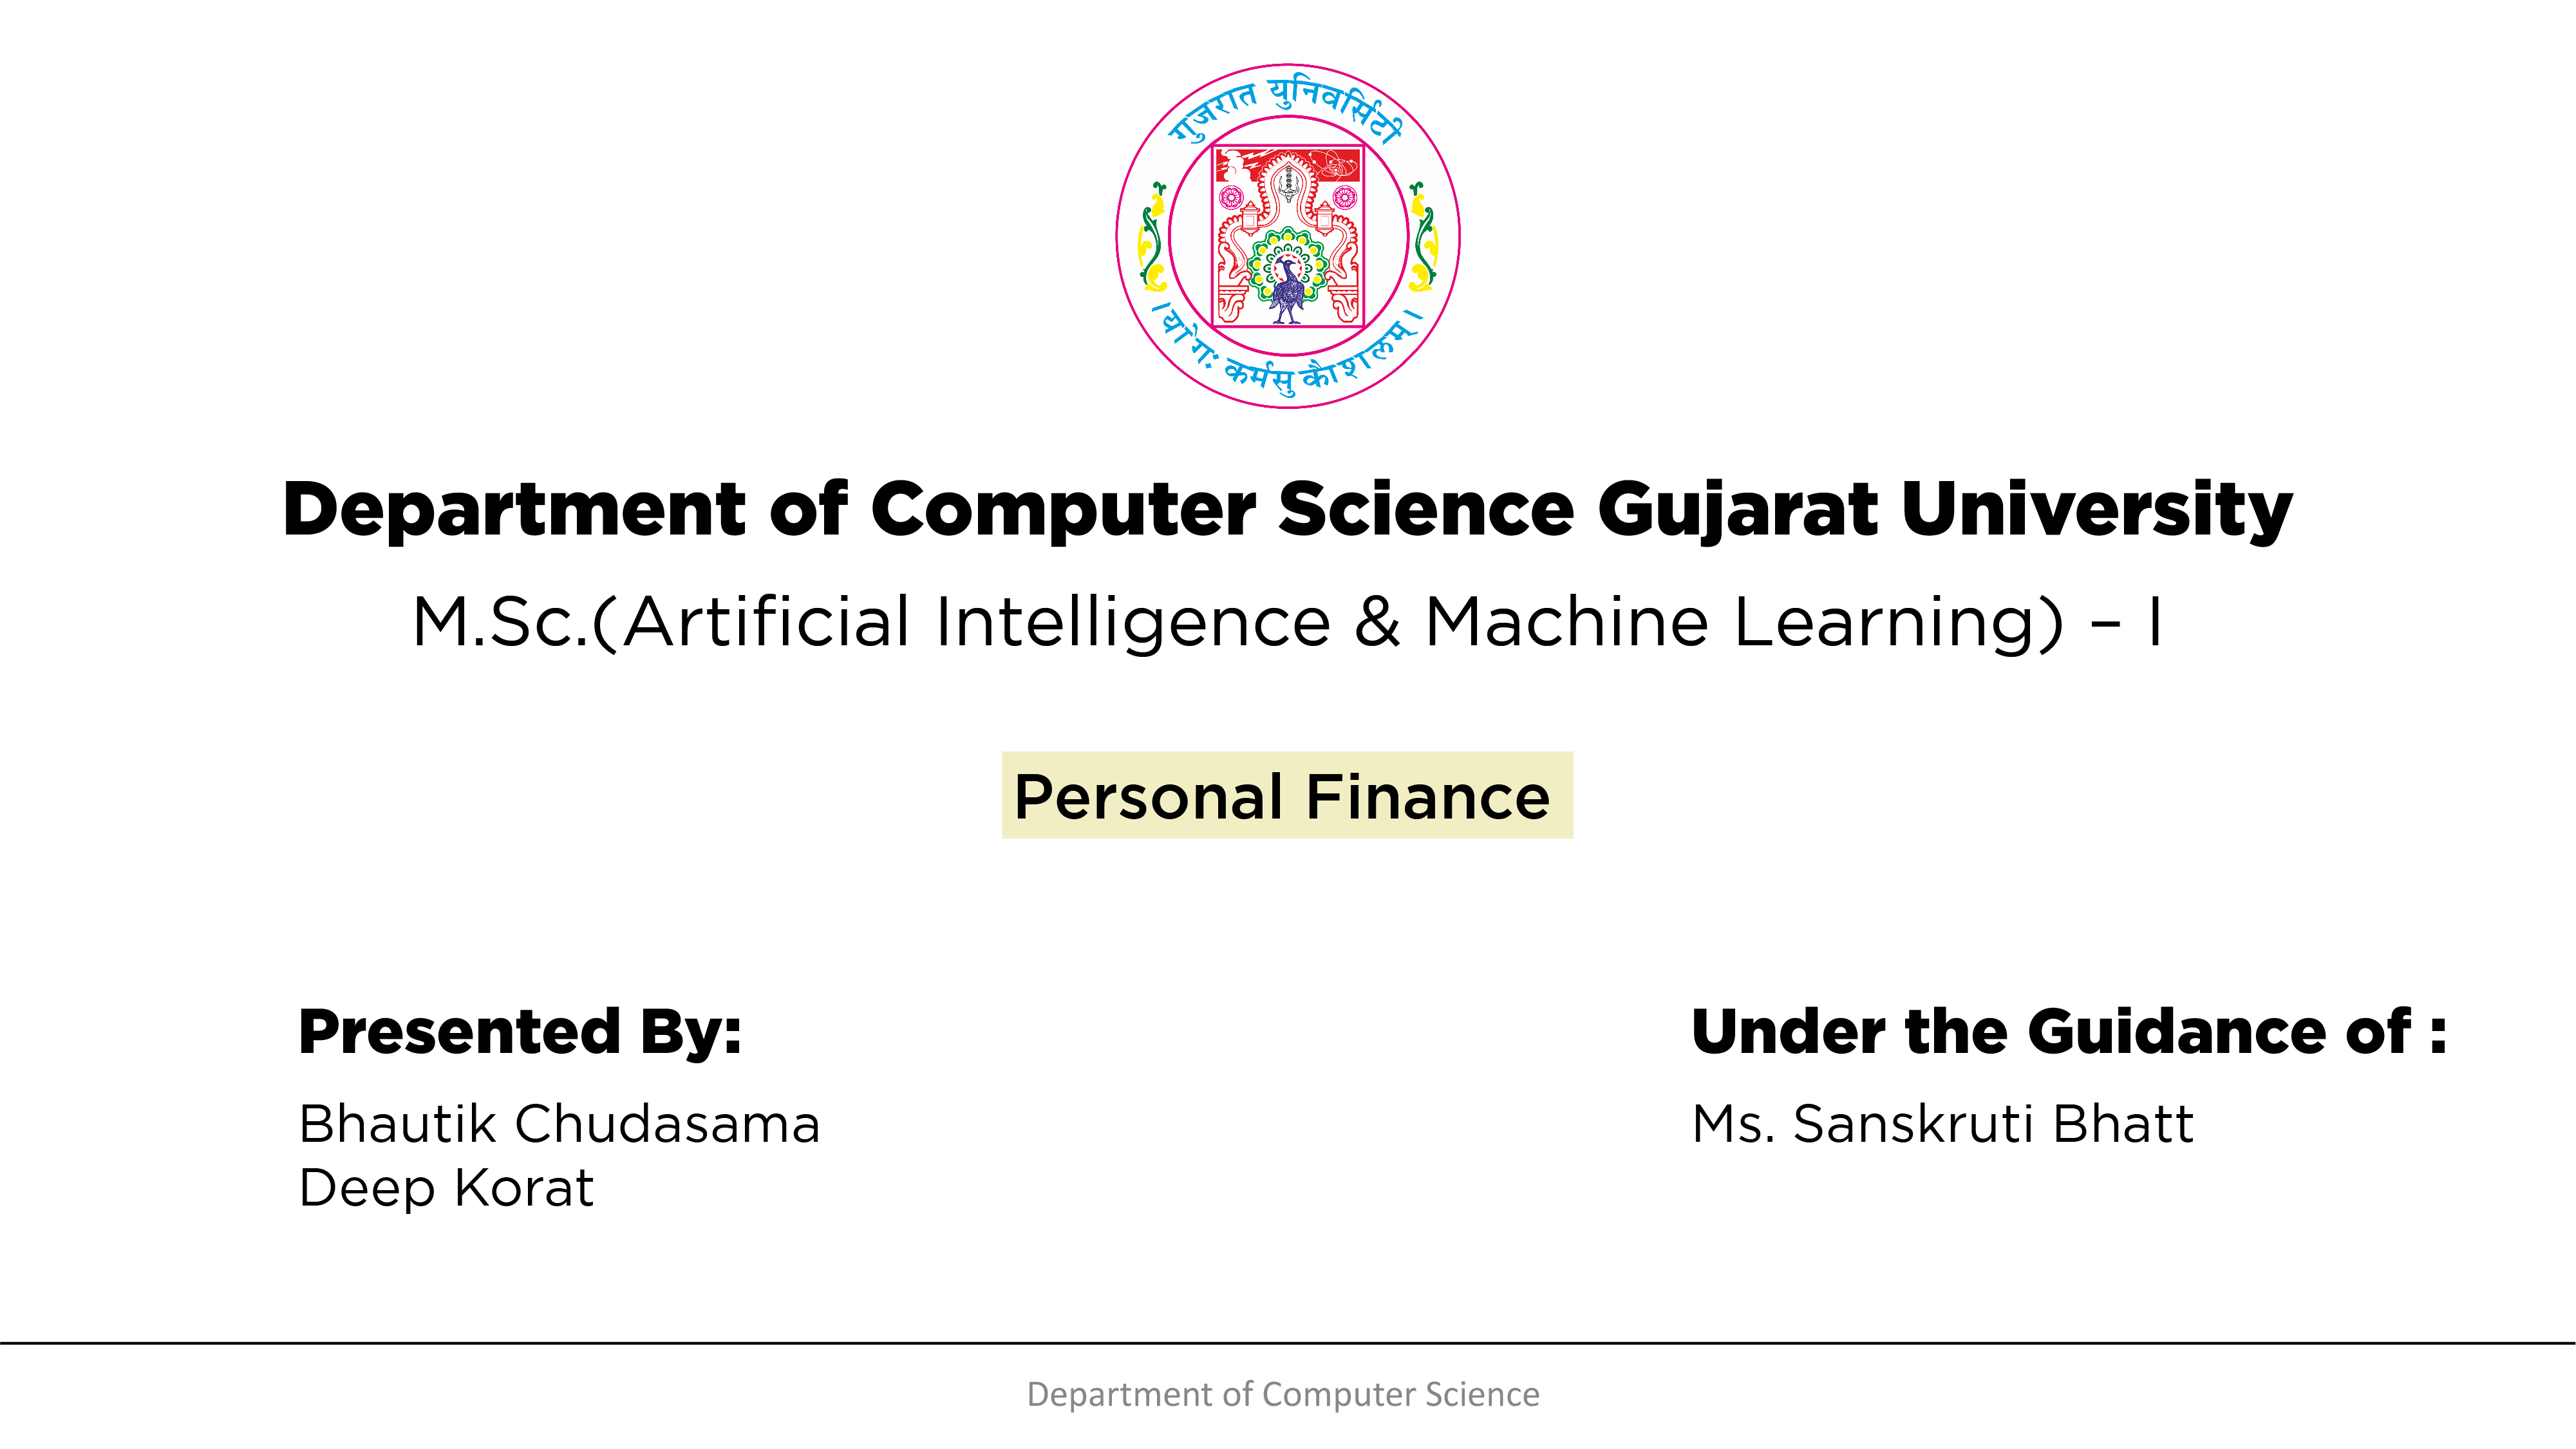 गुजरात युनिवर्सिटी
। योगः कर्मसु कौशलम् ।
Department of Computer Science Gujarat University
M.Sc.(Artificial Intelligence & Machine Learning) – I
Personal Finance
Presented By:
Bhautik Chudasama
Deep Korat
Under the Guidance of :
Ms. Sanskruti Bhatt
Department of Computer Science